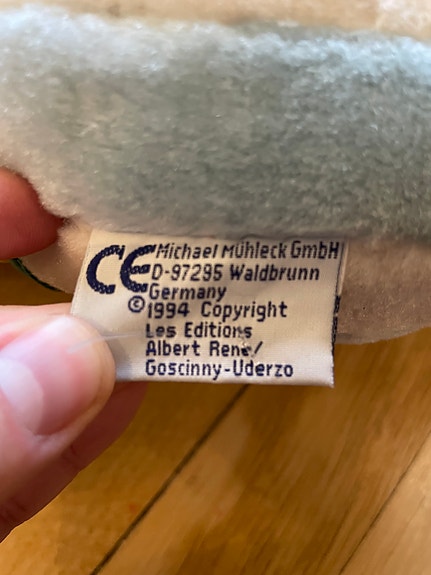 CE Michael Mühleck GmbH
D-97295 Waldbrunn
Germany
©1994 Copyright
Les Editions
Albert René/
Goscinny-Uderzo